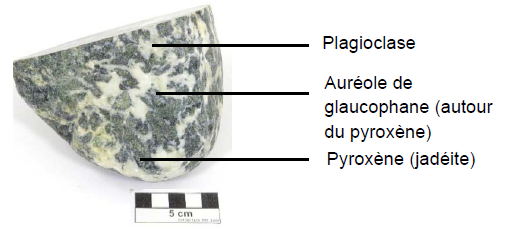 Plagioclase
Auréole de
glaucophane (autour
du pyroxène)
Pyroxène (jadéite)
5 cm